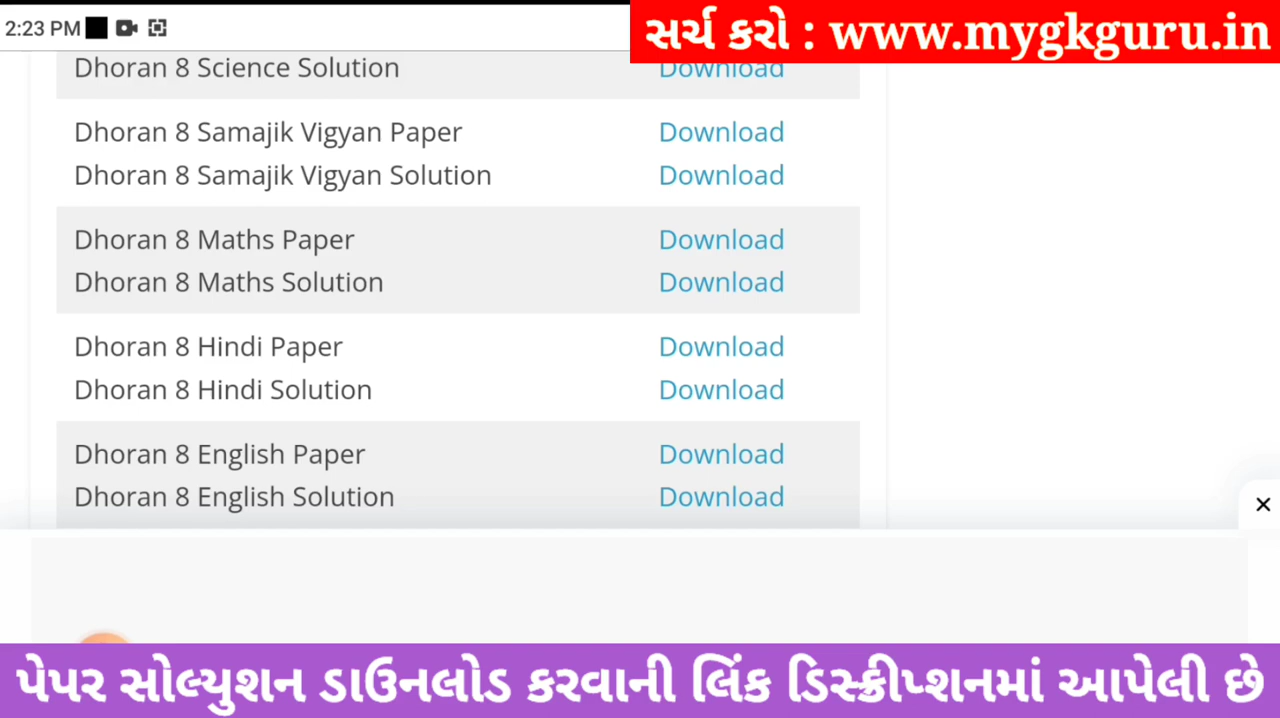 2:23 PM
સર્ચ કરો : www.mygkguru.in
Dhoran 8 Science Solution Download
Dhoran 8 Samajik Vigyan Paper Download
Dhoran 8 Samajik Vigyan Solution Download
Dhoran 8 Maths Paper Download
Dhoran 8 Maths Solution Download
Dhoran 8 Hindi Paper Download
Dhoran 8 Hindi Solution Download
Dhoran 8 English Paper Download
Dhoran 8 English Solution Download
પેપર સોલ્યુશન ડાઉનલોડ કરવાની લિંક ડિસ્ક્રીપ્શનમાં આપેલી છે